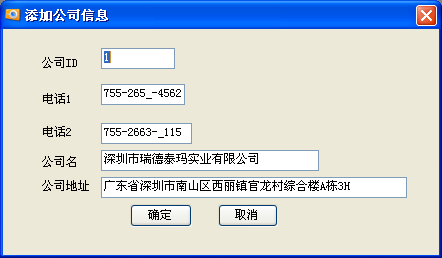 添加公司信息
公司ID 1
电话1 755-265_-4562
电话2 755-2663-_115
公司名 深圳市瑞德泰玛实业有限公司
公司地址 广东省深圳市南山区西丽镇官龙村综合楼A栋3H
确定 取消